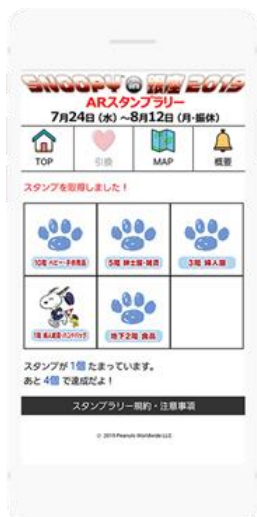 SNOOPY in 銀座 2019
ARスタンプラリー
7月24日(水)~8月12日(月・振休)
TOP 引換 MAP 概要
スタンプを取得しました!
10階 ベビー・子供用品 5階 紳士服・雑貨 3階 婦人服
1階 婦人雑貨・ハンドバッグ 地下2階 食品
スタンプが 1個 たまっています。
あと 4個 で達成だよ!
スタンプラリー規約・注意事項
© 2019 Peanuts Worldwide LLC